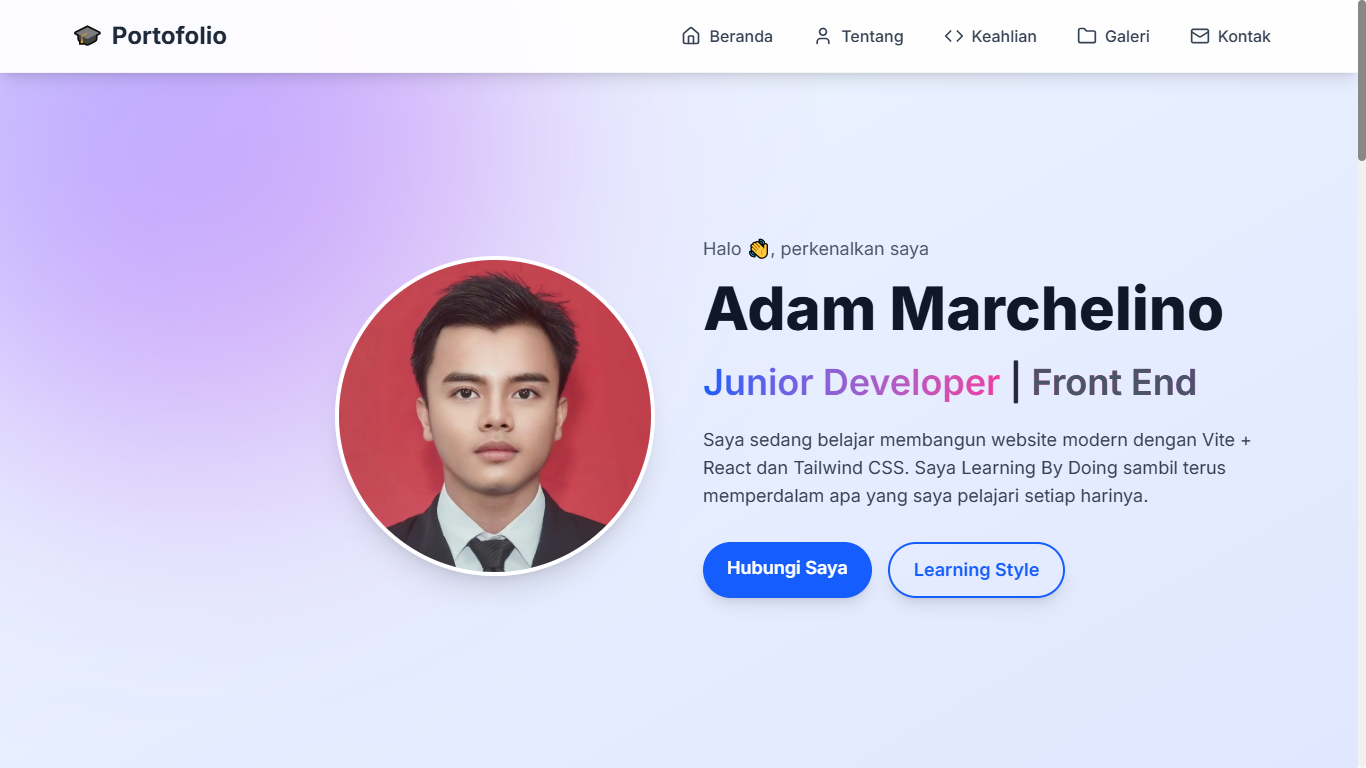 🎓 Portofolio
Beranda
Tentang
Keahlian
Galeri
Kontak
Halo 👋, perkenalkan saya
Adam Marchelino
Junior Developer | Front End
Saya sedang belajar membangun website modern dengan Vite +
React dan Tailwind CSS. Saya Learning By Doing sambil terus
memperdalam apa yang saya pelajari setiap harinya.
Hubungi Saya
Learning Style